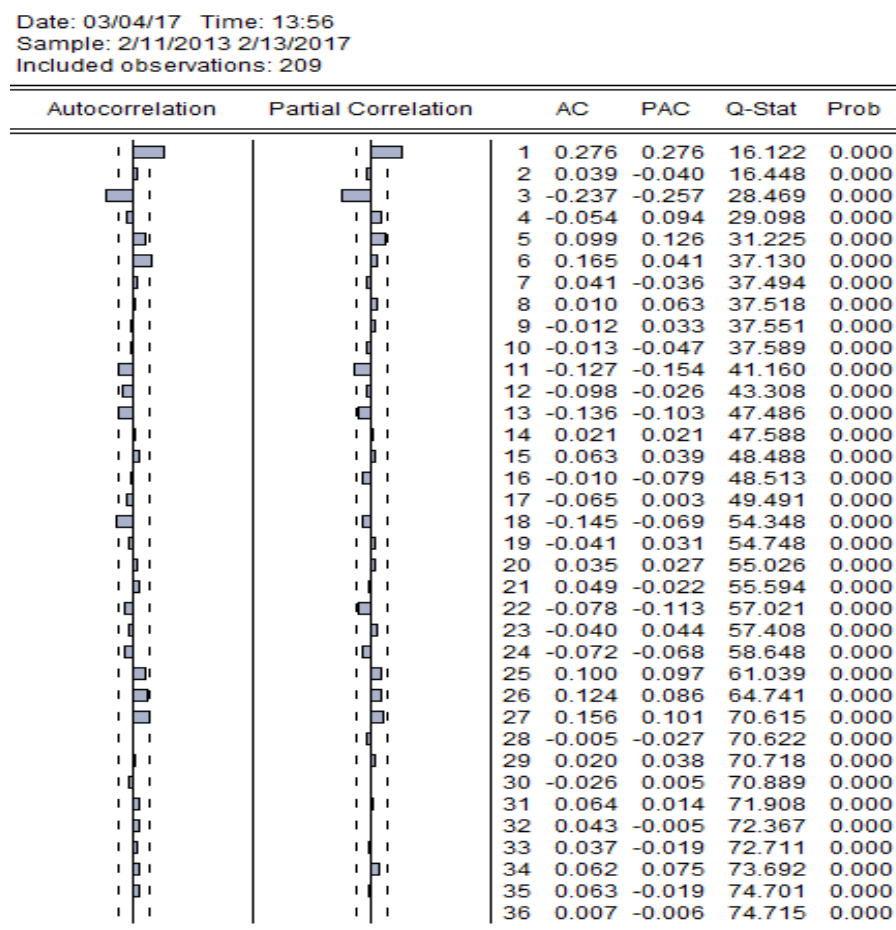 Date: 03/04/17 Time: 13:56
Sample: 2/11/2013 2/13/2017
Included observations: 209
Autocorrelation Partial Correlation AC PAC Q-Stat Prob
1 0.276 0.276 16.122 0.000
2 0.039 -0.040 16.448 0.000
3 -0.237 -0.257 28.469 0.000
4 -0.054 0.094 29.098 0.000
5 0.099 0.126 31.225 0.000
6 0.165 0.041 37.130 0.000
7 0.041 -0.036 37.494 0.000
8 0.010 0.063 37.518 0.000
9 -0.012 0.033 37.551 0.000
10 -0.013 -0.047 37.589 0.000
11 -0.127 -0.154 41.160 0.000
12 -0.098 -0.026 43.308 0.000
13 -0.136 -0.103 47.486 0.000
14 0.021 0.021 47.588 0.000
15 0.063 0.039 48.488 0.000
16 -0.010 -0.079 48.513 0.000
17 -0.065 0.003 49.491 0.000
18 -0.145 -0.069 54.348 0.000
19 -0.041 0.031 54.748 0.000
20 0.035 0.027 55.026 0.000
21 0.049 -0.022 55.594 0.000
22 -0.078 -0.113 57.021 0.000
23 -0.040 0.044 57.408 0.000
24 -0.072 -0.068 58.648 0.000
25 0.100 0.097 61.039 0.000
26 0.124 0.086 64.741 0.000
27 0.156 0.101 70.615 0.000
28 -0.005 -0.027 70.622 0.000
29 0.020 0.038 70.718 0.000
30 -0.026 0.005 70.889 0.000
31 0.064 0.014 71.908 0.000
32 0.043 -0.005 72.367 0.000
33 0.037 -0.019 72.711 0.000
34 0.062 0.075 73.692 0.000
35 0.063 -0.019 74.701 0.000
36 0.007 -0.006 74.715 0.000